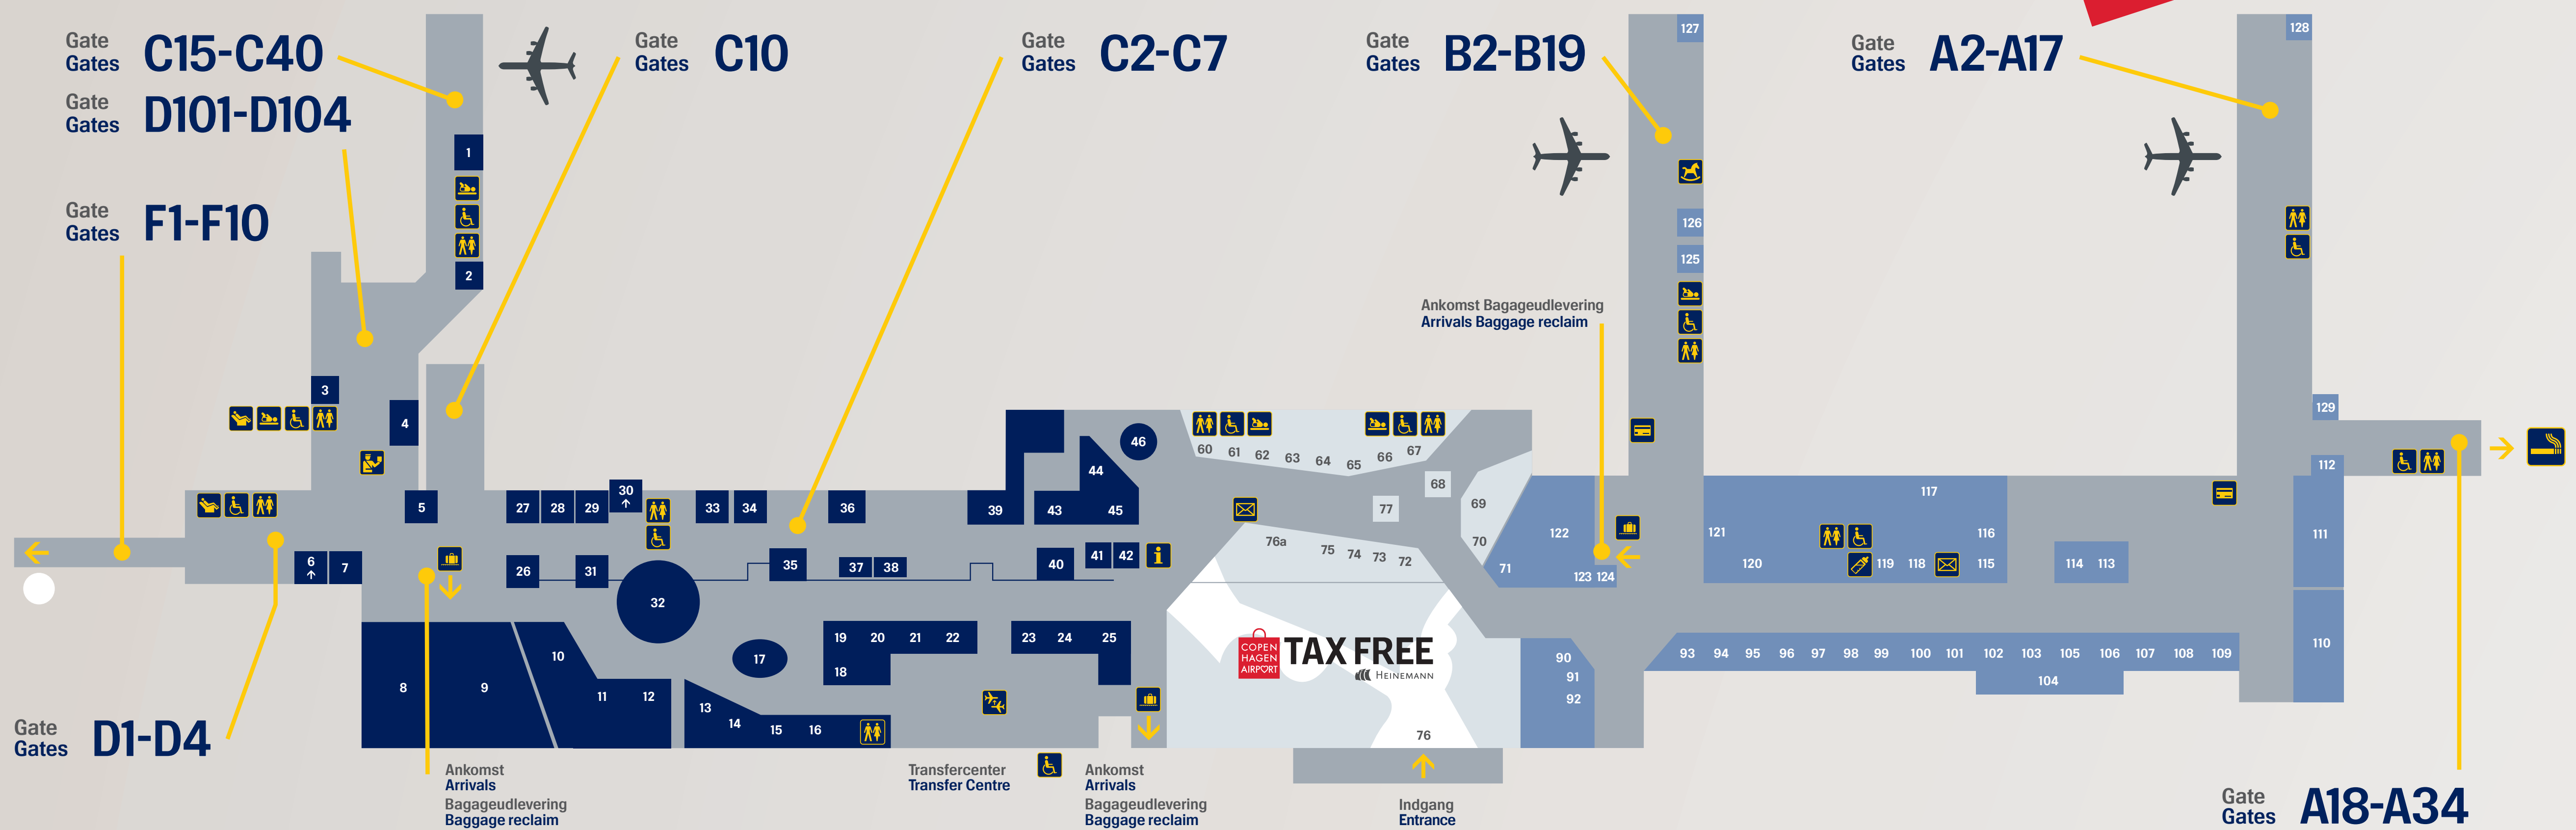 Gate
Gates C15-C40
Gate
Gates D101-D104
Gate
Gates F1-F10
Gate
Gates C10
Gate
Gates C2-C7
Gate
Gates B2-B19
Gate
Gates A2-A17
127
128
1
2
126
125
Ankomst Bagageudlevering
Arrivals Baggage reclaim
3
4
5
6
7
27
28
29
30
33
34
36
39
43
44
45
46
26
31
32
35
37
38
40
41
42
60
61
62
63
64
65
66
67
68
69
70
77
76a
75
74
73
72
71
122
123
124
117
121
116
120
119
118
115
114
113
129
112
111
110
8
9
10
11
12
13
14
15
16
17
19
20
21
22
18
23
24
25
COPEN
HAGEN
AIRPORT
TAX FREE
HEINEMANN
76
90
91
92
93
94
95
96
97
98
99
100
101
102
103
105
106
107
108
109
104
Gate
Gates D1-D4
Ankomst
Arrivals
Bagageudlevering
Baggage reclaim
Transfercenter
Transfer Centre
Ankomst
Arrivals
Bagageudlevering
Baggage reclaim
Indgang
Entrance
Gate
Gates A18-A34